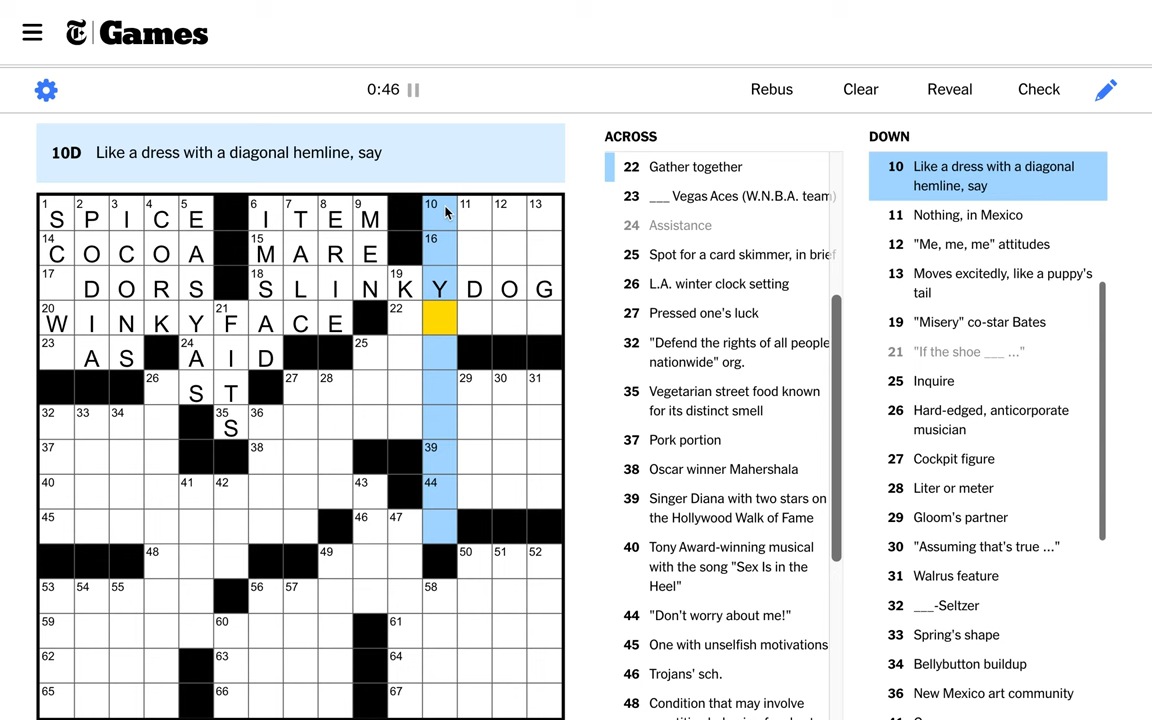 Games
0:46
Rebus
Clear
Reveal
Check
10D Like a dress with a diagonal hemline, say
ACROSS
22 Gather together
23 ___ Vegas Aces (W.N.B.A. team)
24 Assistance
25 Spot for a card skimmer, in brief
26 L.A. winter clock setting
27 Pressed one's luck
32 "Defend the rights of all people
nationwide" org.
35 Vegetarian street food known
for its distinct smell
37 Pork portion
38 Oscar winner Mahershala
39 Singer Diana with two stars on
the Hollywood Walk of Fame
40 Tony Award-winning musical
with the song "Sex Is in the
Heel"
44 "Don't worry about me!"
45 One with unselfish motivations
46 Trojans' sch.
48 Condition that may involve
DOWN
10 Like a dress with a diagonal
hemline, say
11 Nothing, in Mexico
12 "Me, me, me" attitudes
13 Moves excitedly, like a puppy's
tail
19 "Misery" co-star Bates
21 "If the shoe ___ ..."
25 Inquire
26 Hard-edged, anticorporate
musician
27 Cockpit figure
28 Liter or meter
29 Gloom's partner
30 "Assuming that's true ..."
31 Walrus feature
32 ___-Seltzer
33 Spring's shape
34 Bellybutton buildup
36 New Mexico art community
1 2 3 4 5 6 7 8 9 10 11 12 13
S P I C E I T E M
14 15 16
C O C O A M A R E
17 18 19
D O R S S L I N K Y D O G
20 21 22
W I N K Y F A C E
23 24 25
A S A I D
26 27 28 29 30 31
S T
32 33 34 35 36
S
37 38 39
40 41 42 43 44
45 46 47
48 49 50 51 52
53 54 55 56 57 58
59 60 61
62 63 64
65 66 67